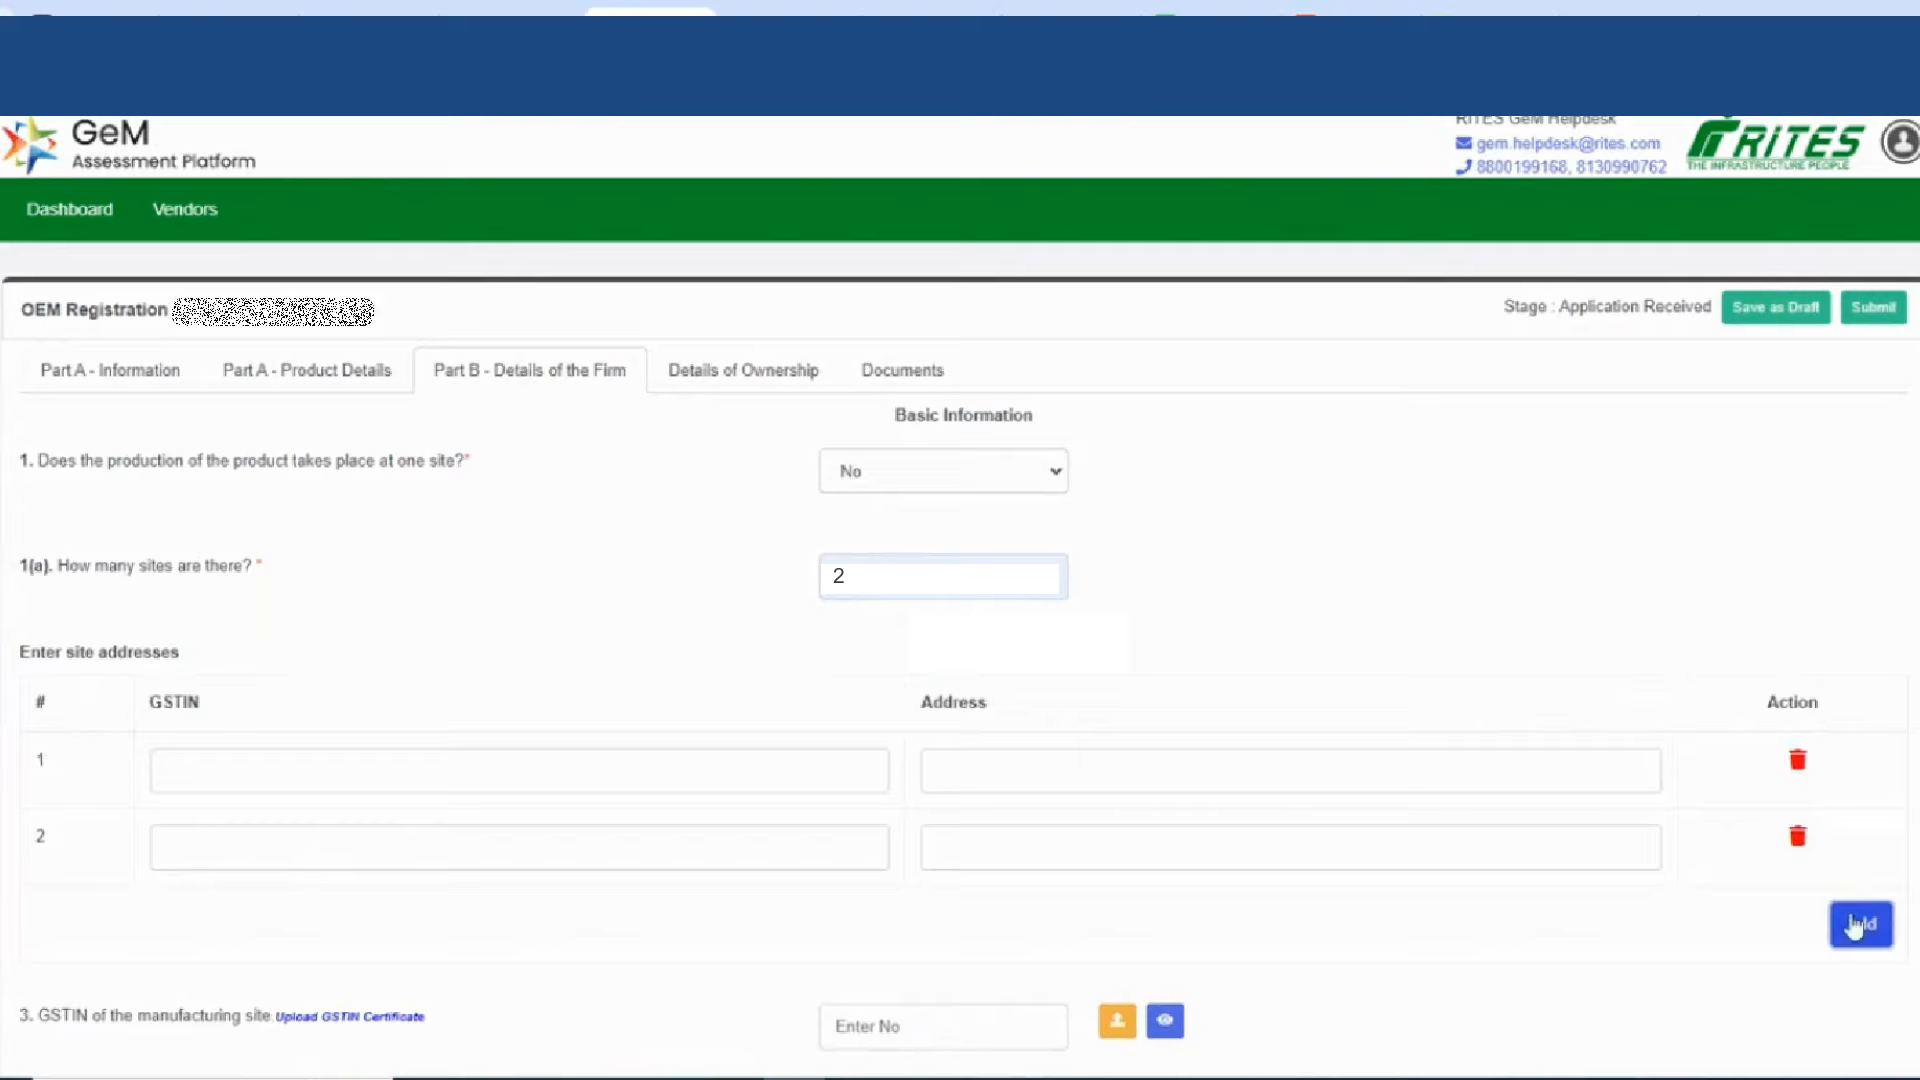 RITES GeM Helpdesk
GeM
Assessment Platform
gem.helpdesk@rites.com
8800199168, 8130990762
RITES
THE INFRASTRUCTURE PEOPLE
Dashboard Vendors
OEM Registration
Stage : Application Received Save as Draft Submit
Part A - Information Part A - Product Details Part B - Details of the Firm Details of Ownership Documents
Basic Information
1. Does the production of the product takes place at one site?* No
1(a). How many sites are there? * 2
Enter site addresses
# GSTIN Address Action
1
2
3. GSTIN of the manufacturing site. Upload GSTIN Certificate Enter No